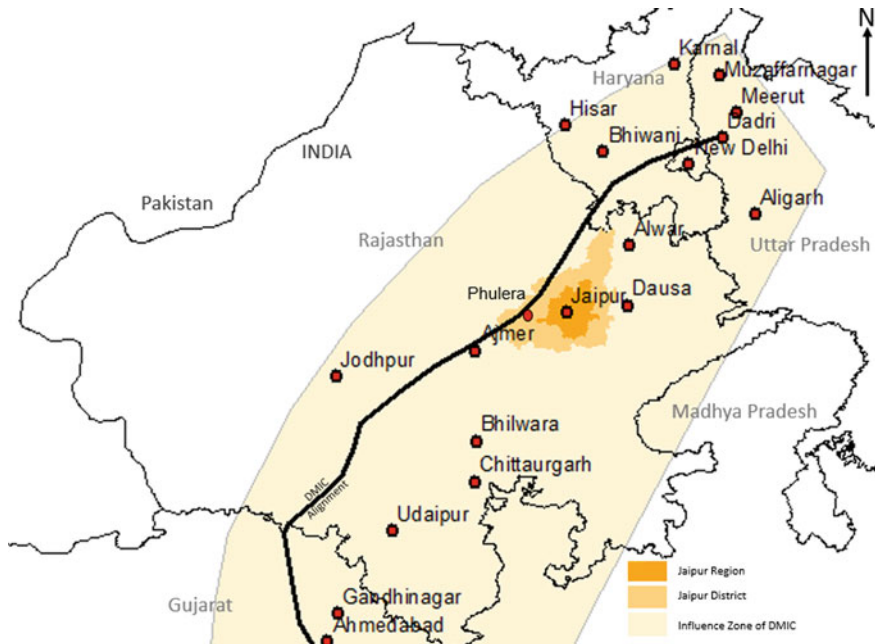 N
Karnal
Haryana
Muzaffarnagar
Meerut
Hisar
Dadri
INDIA
Bhiwani
New Delhi
Pakistan
Aligarh
Rajasthan
Alwar
Uttar Pradesh
Phulera
Jaipur
Dausa
Ajmer
Jodhpur
Madhya Pradesh
Bhilwara
Chittaurgarh
DMIC
Alignment
Udaipur
Jaipur Region
Jaipur District
Gandhinagar
Gujarat
Ahmedabad
Influence Zone of DMIC